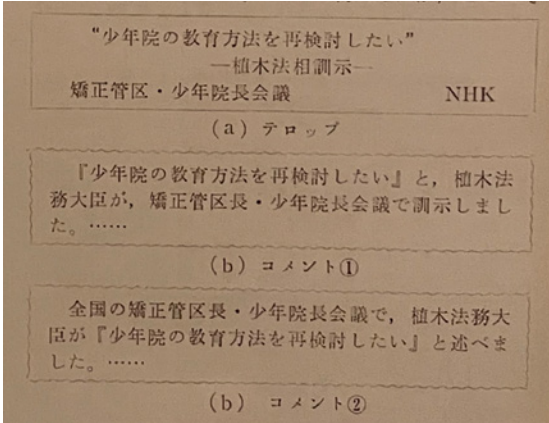 “少年院の教育方法を再検討したい”
—植木法相訓示—
矯正管区・少年院長会議 NHK
(a) テロップ
『少年院の教育方法を再検討したい』と，植木法
務大臣が，矯正管区長・少年院長会議で訓示しまし
た。……
(b) コメント①
全国の矯正管区長・少年院長会議で，植木法務大
臣が『少年院の教育方法を再検討したい』と述べま
した。……
(b) コメント②